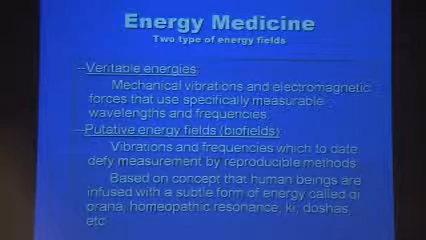 Energy Medicine
Two type of energy fields
–Veritable energies
Mechanical vibrations and electromagnetic
forces that use specifically measurable
wavelengths and frequencies.
–Putative energy fields (biofields)
Vibrations and frequencies which to date
defy measurement by reproducible methods
Based on concept that human beings are
infused with a subtle form of energy called qi
prana, homeopathic resonance, ki, doshas,
etc